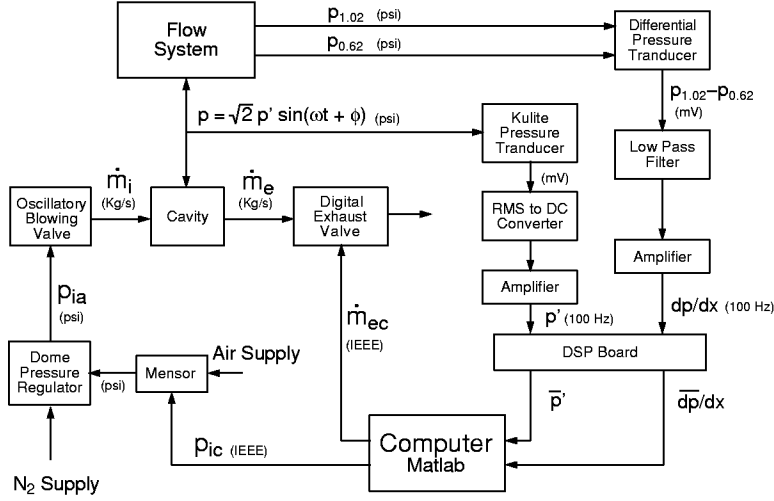 Flow
System
p1.02 (psi)
p0.62 (psi)
Differential
Pressure
Tranducer
p1.02–p0.62
(mV)
p = √2 p' sin(ωt + ϕ) (psi)
Kulite
Pressure
Tranducer
(mV)
Low Pass
Filter
Oscillatory
Blowing
Valve
ṁi
(Kg/s)
Cavity
ṁe
(Kg/s)
Digital
Exhaust
Valve
RMS to DC
Converter
Amplifier
Amplifier
pia
(psi)
ṁec
(IEEE)
p' (100 Hz)
dp/dx (100 Hz)
DSP Board
Dome
Pressure
Regulator
(psi)
Mensor
Air Supply
p̅'
d̅p̅/dx
pic (IEEE)
Computer
Matlab
N2 Supply